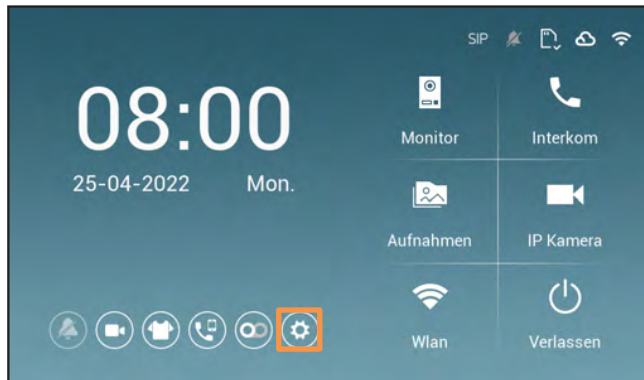 SIP
08:00
25-04-2022 Mon.
Monitor Interkom
Aufnahmen IP Kamera
Wlan Verlassen